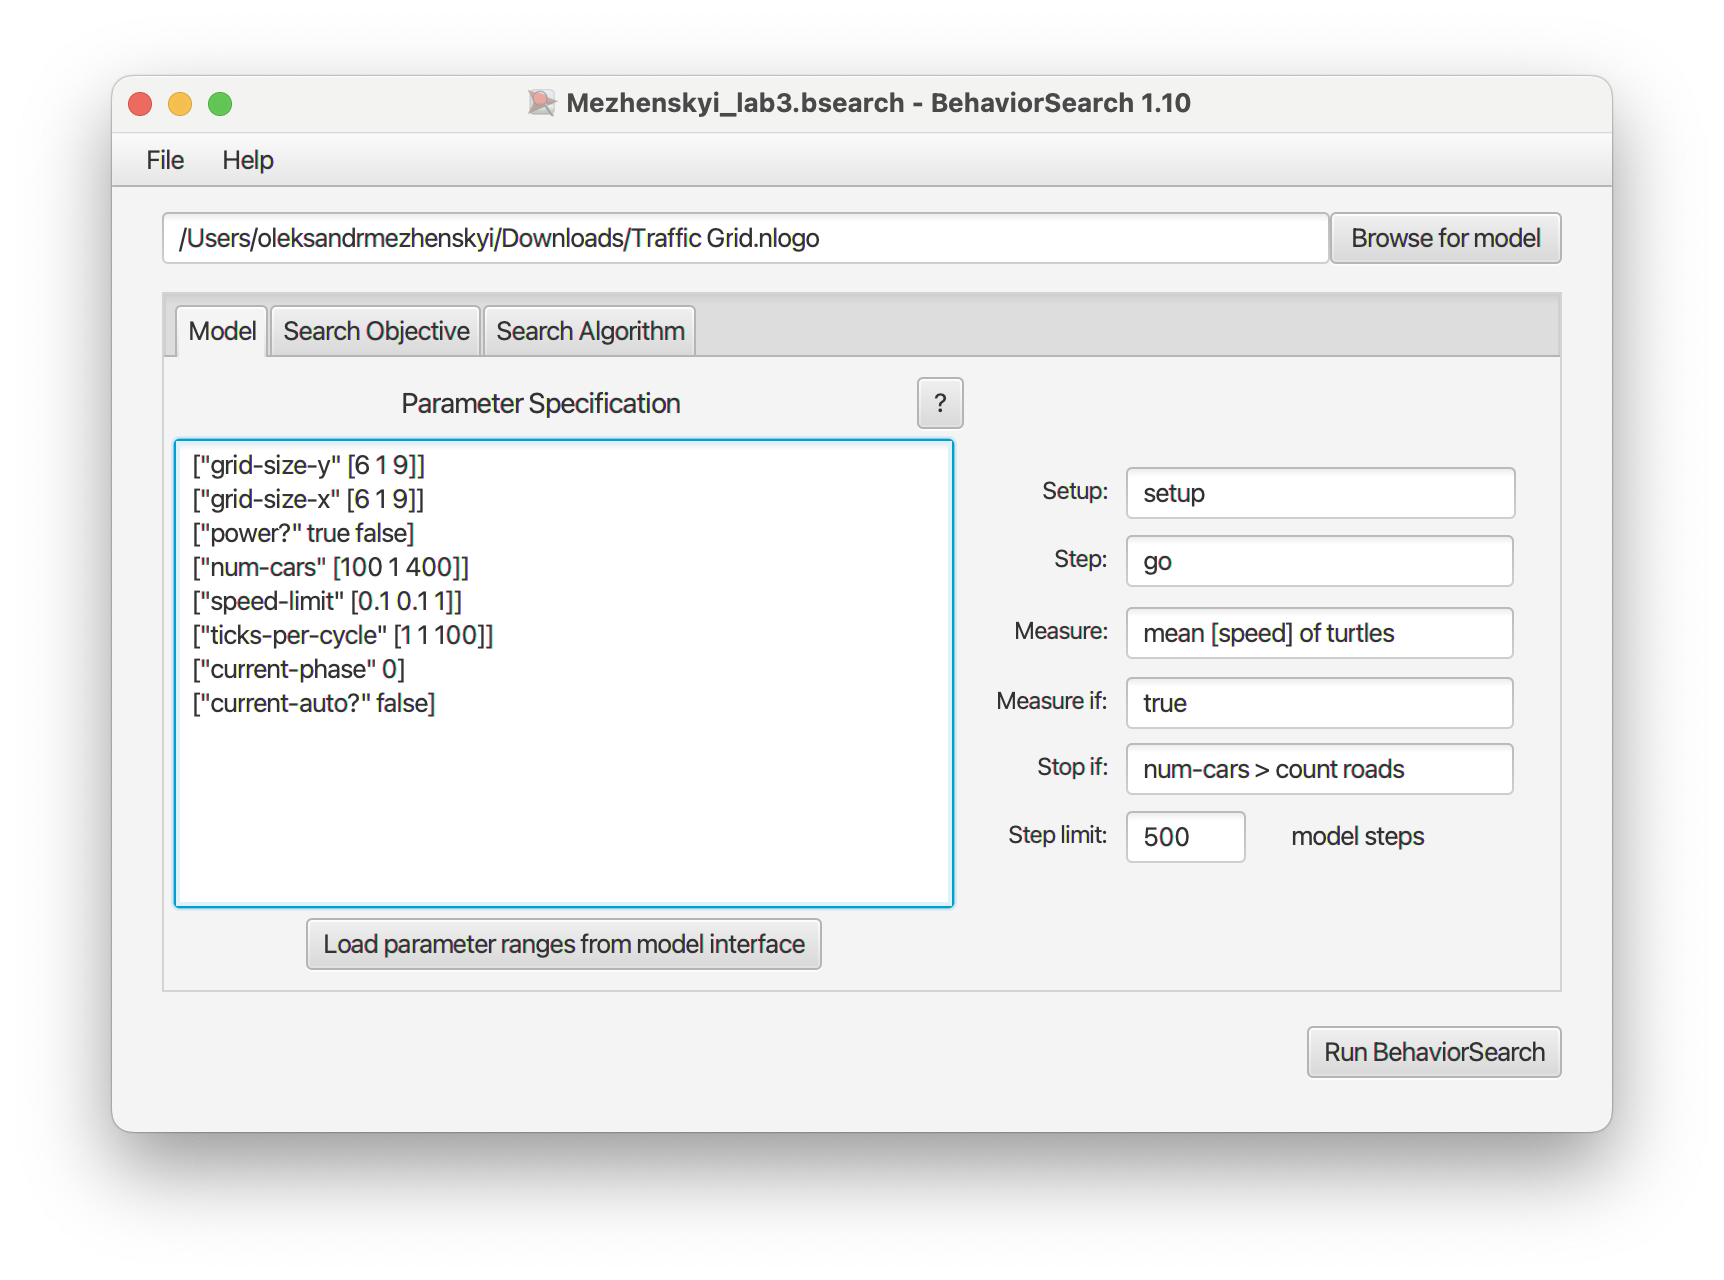 Mezhenskyi_lab3.bsearch - BehaviorSearch 1.10
File Help
/Users/oleksandrmezhenskyi/Downloads/Traffic Grid.nlogo
Browse for model
Model Search Objective Search Algorithm
Parameter Specification
?
["grid-size-y" [6 1 9]]
["grid-size-x" [6 1 9]]
["power?" true false]
["num-cars" [100 1 400]]
["speed-limit" [0.1 0.1 1]]
["ticks-per-cycle" [1 1 100]]
["current-phase" 0]
["current-auto?" false]
Load parameter ranges from model interface
Setup: setup
Step: go
Measure: mean [speed] of turtles
Measure if: true
Stop if: num-cars > count roads
Step limit: 500 model steps
Run BehaviorSearch